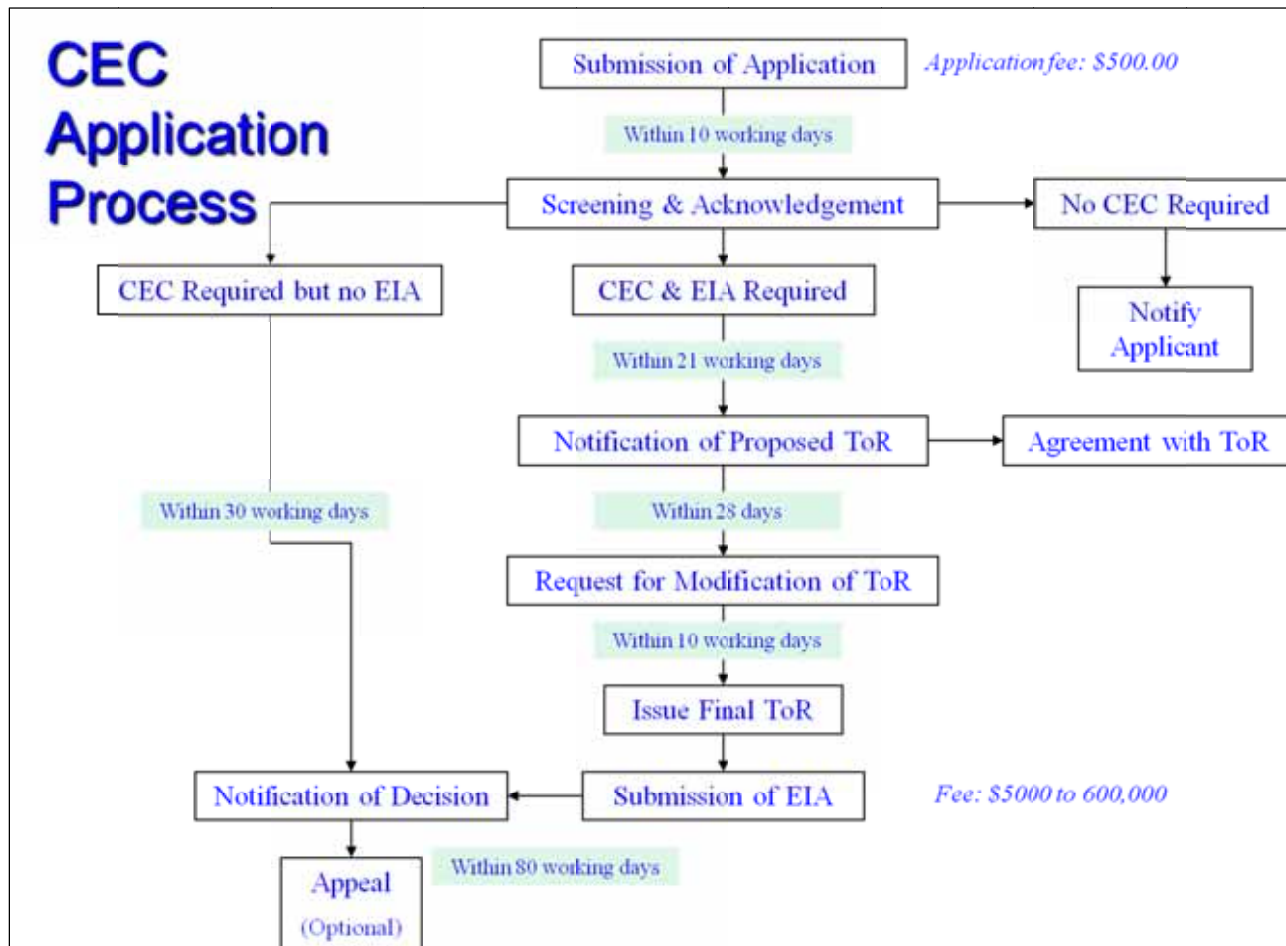 CEC
Application
Process
Submission of Application
Application fee: $500.00
Within 10 working days
Screening & Acknowledgement
No CEC Required
CEC Required but no EIA
CEC & EIA Required
Notify
Applicant
Within 21 working days
Notification of Proposed ToR
Agreement with ToR
Within 30 working days
Within 28 days
Request for Modification of ToR
Within 10 working days
Issue Final ToR
Notification of Decision
Submission of EIA
Fee: $5000 to 600,000
Within 80 working days
Appeal
(Optional)